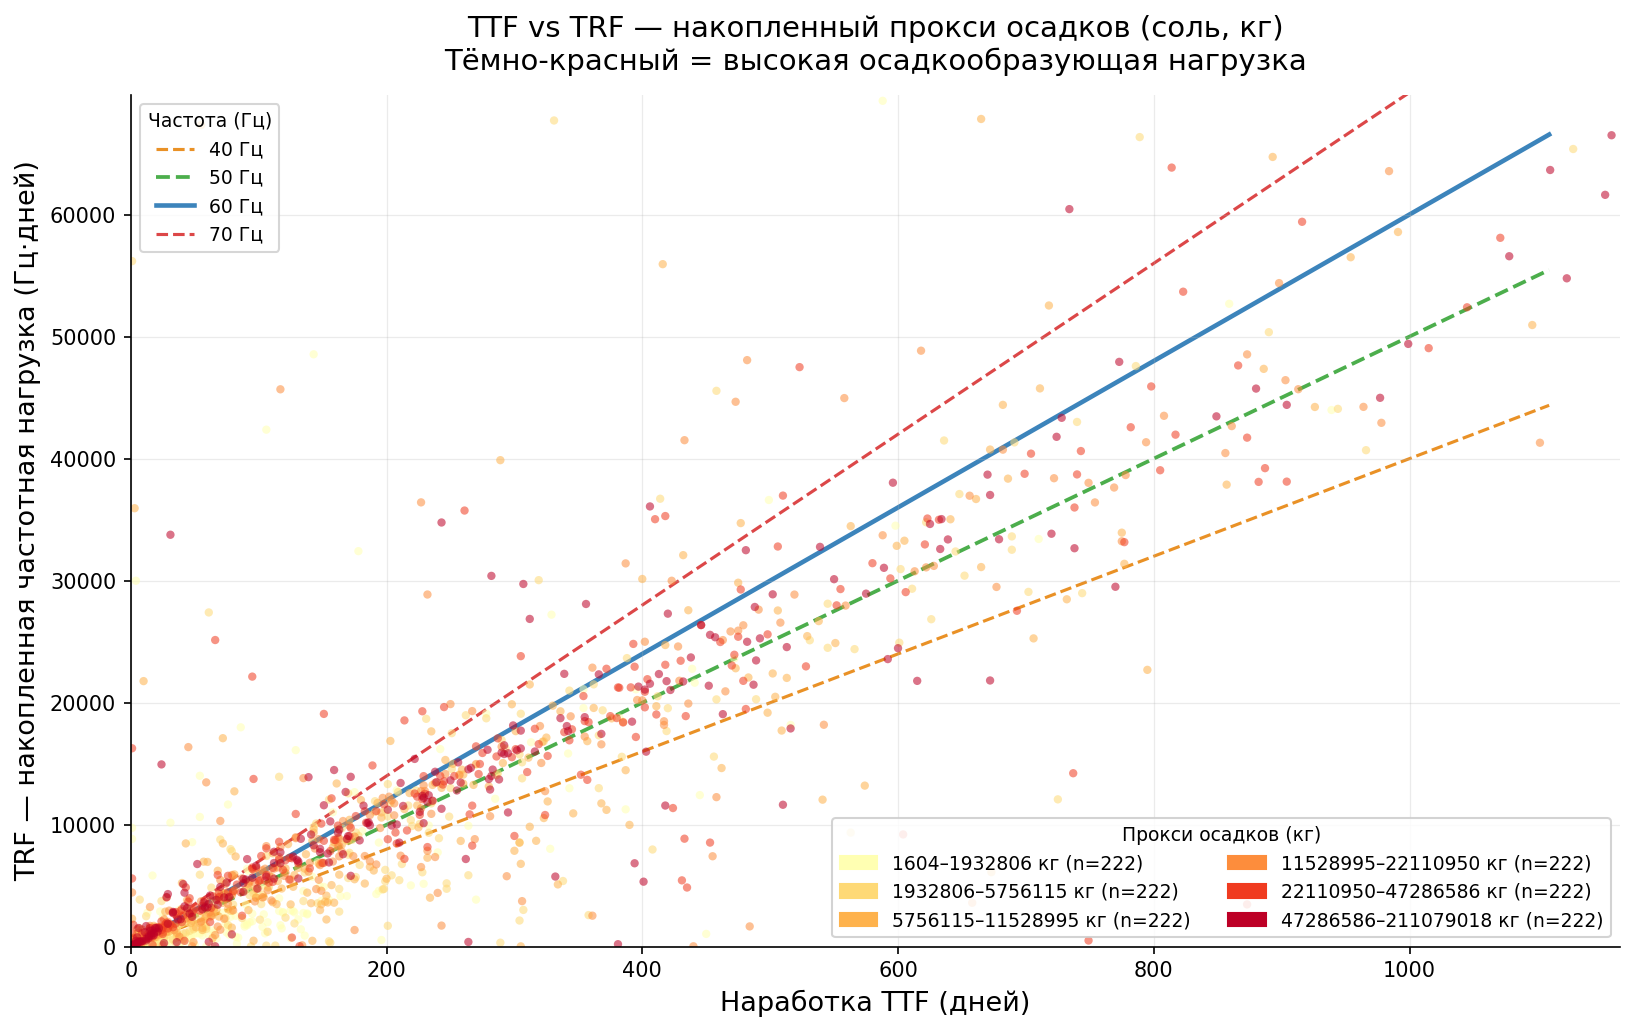 TTF vs TRF — накопленный прокси осадков (соль, кг)
Тёмно-красный = высокая осадкообразующая нагрузка
Частота (Гц)
40 Гц
50 Гц
60 Гц
70 Гц
TRF — накопленная частотная нагрузка (Гц·дней)
60000
50000
40000
30000
20000
10000
0
Прокси осадков (кг)
1604–1932806 кг (n=222)
1932806–5756115 кг (n=222)
5756115–11528995 кг (n=222)
11528995–22110950 кг (n=222)
22110950–47286586 кг (n=222)
47286586–211079018 кг (n=222)
0 200 400 600 800 1000
Наработка TTF (дней)